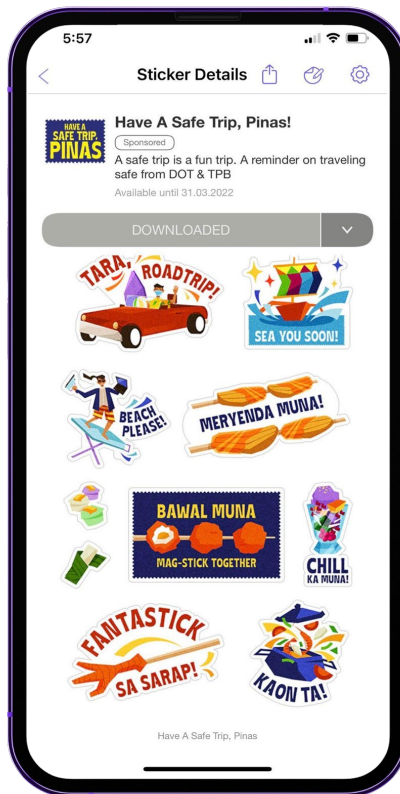 5:57
Sticker Details
HAVE A
SAFE TRIP,
PINAS
Have A Safe Trip, Pinas!
Sponsored
A safe trip is a fun trip. A reminder on traveling
safe from DOT & TPB
Available until 31.03.2022
DOWNLOADED
TARA, ROADTRIP!
SEA YOU SOON!
BEACH
PLEASE!
MERYENDA MUNA!
BAWAL MUNA
MAG-STICK TOGETHER
CHILL
KA MUNA!
FANTASTICK
SA SARAP!
KAON TA!
Have A Safe Trip, Pinas